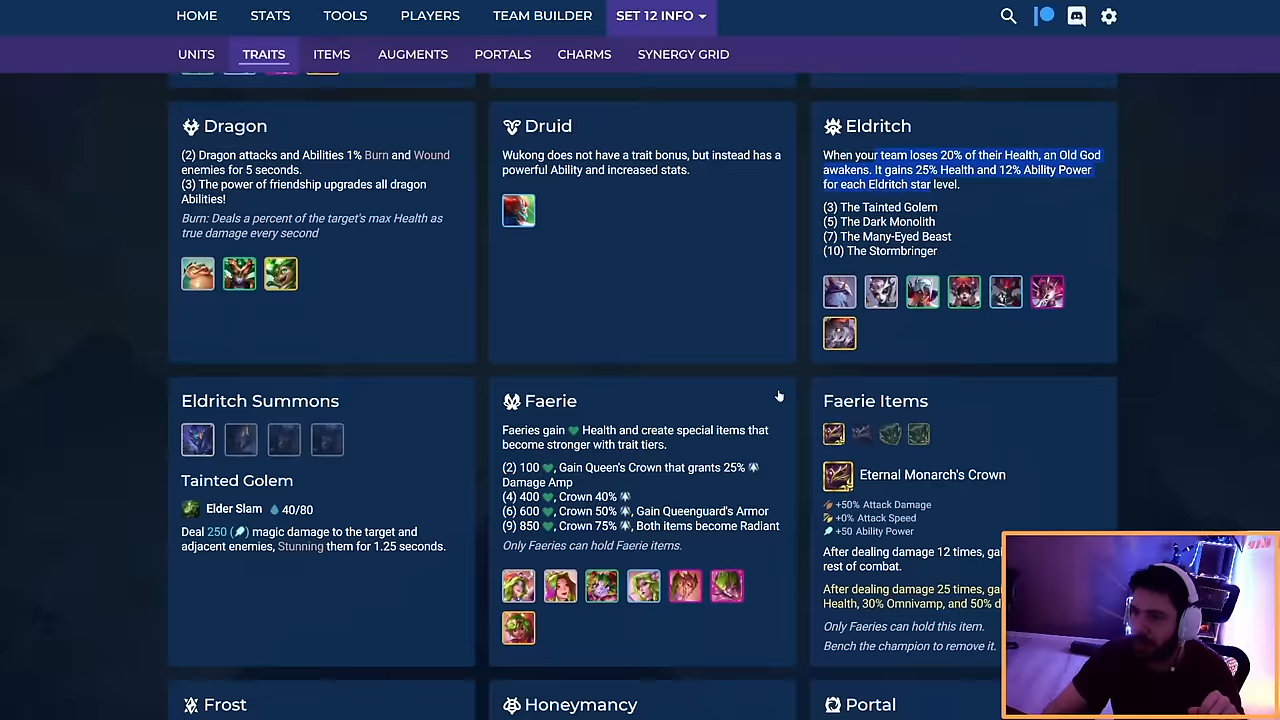 HOME
STATS
TOOLS
PLAYERS
TEAM BUILDER
SET 12 INFO
UNITS
TRAITS
ITEMS
AUGMENTS
PORTALS
CHARMS
SYNERGY GRID
Dragon
(2) Dragon attacks and Abilities 1% Burn and Wound
enemies for 5 seconds.
(3) The power of friendship upgrades all dragon
Abilities!
Burn: Deals a percent of the target's max Health as
true damage every second
Druid
Wukong does not have a trait bonus, but instead has a
powerful Ability and increased stats.
Eldritch
When your team loses 20% of their Health, an Old God
awakens. It gains 25% Health and 12% Ability Power
for each Eldritch star level.
(3) The Tainted Golem
(5) The Dark Monolith
(7) The Many-Eyed Beast
(10) The Stormbringer
Eldritch Summons
Tainted Golem
Elder Slam 40/80
Deal 250 () magic damage to the target and
adjacent enemies, Stunning them for 1.25 seconds.
Faerie
Faeries gain Health and create special items that
become stronger with trait tiers.
(2) 100 , Gain Queen's Crown that grants 25%
Damage Amp
(4) 400 , Crown 40%
(6) 600 , Crown 50% , Gain Queenguard's Armor
(9) 850 , Crown 75% , Both items become Radiant
Only Faeries can hold Faerie items.
Faerie Items
Eternal Monarch's Crown
+50% Attack Damage
+0% Attack Speed
+50 Ability Power
After dealing damage 12 times, gai
rest of combat.
After dealing damage 25 times, gai
Health, 30% Omnivamp, and 50% d
Only Faeries can hold this item.
Bench the champion to remove it.
Frost
Honeymancy
Portal